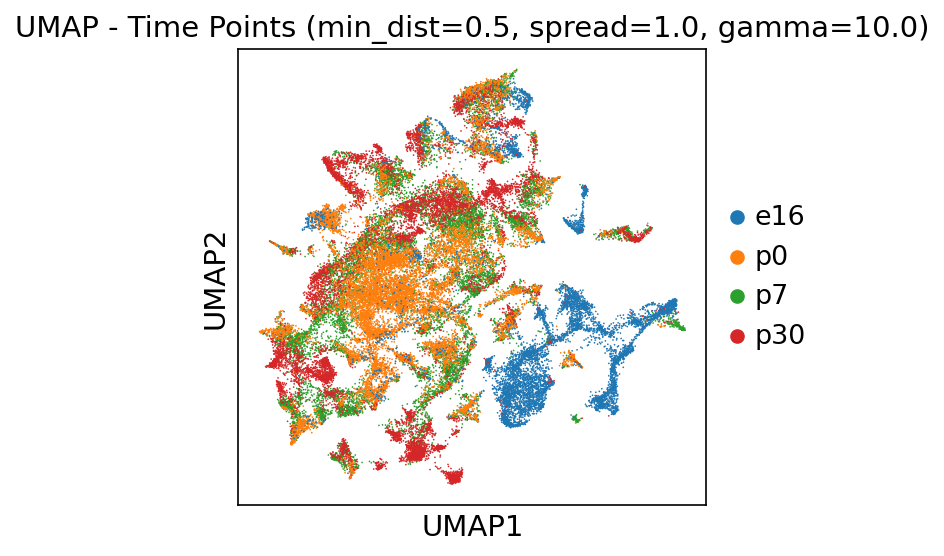 UMAP - Time Points (min_dist=0.5, spread=1.0, gamma=10.0)
UMAP2
e16
p0
p7
p30
UMAP1